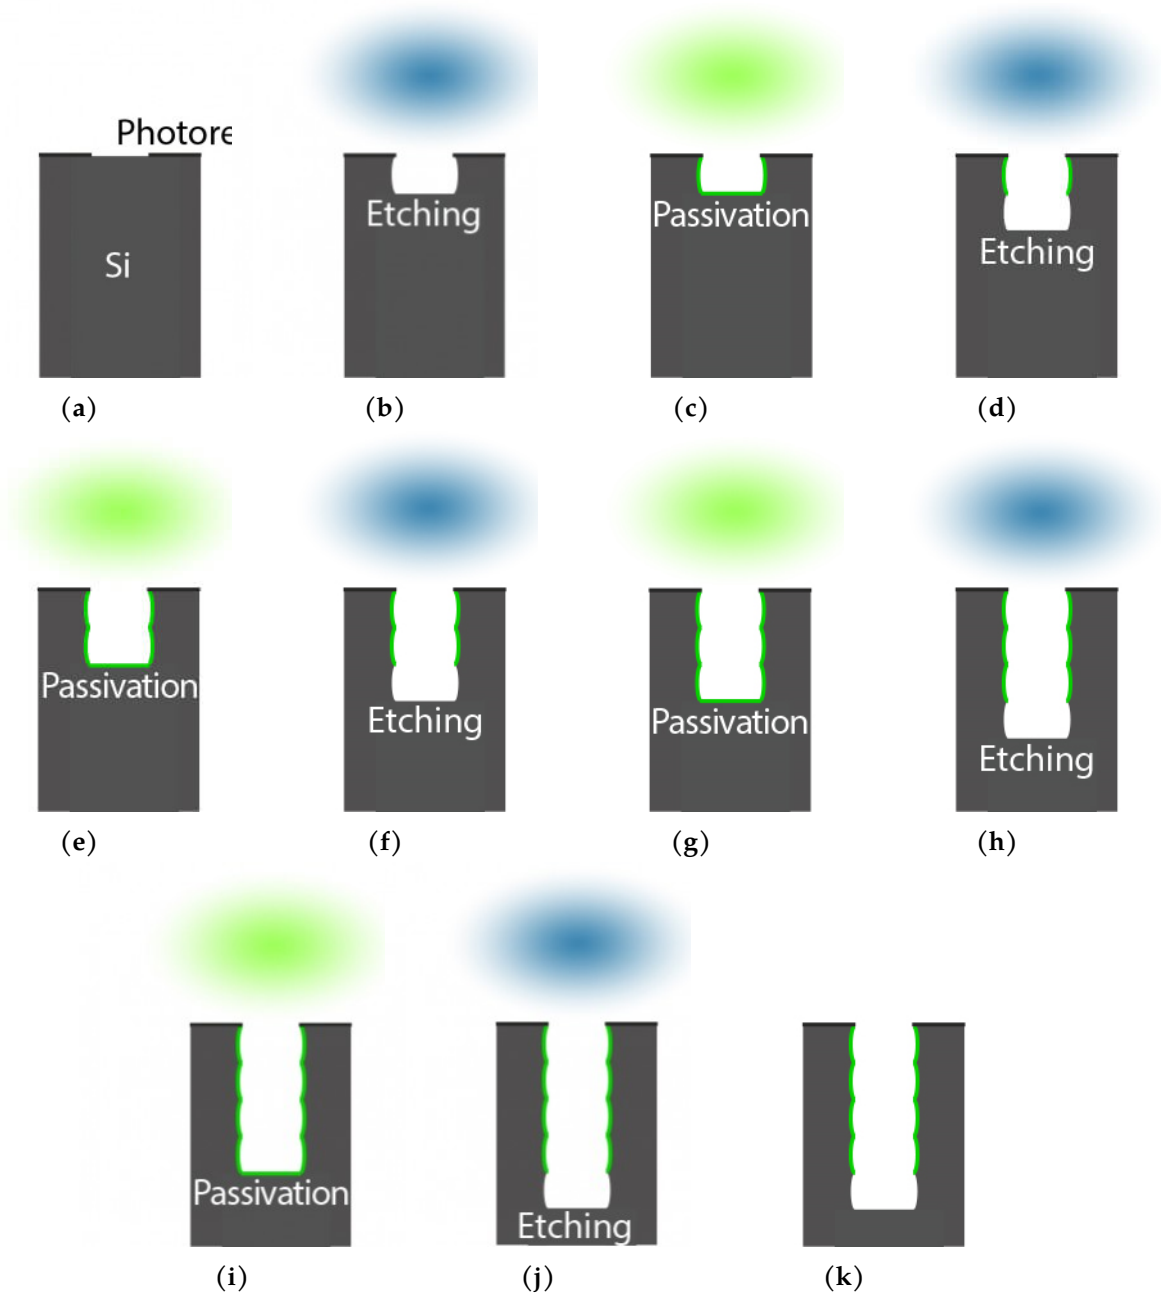 Photore
Si
Etching
Passivation
Etching
(a)
(b)
(c)
(d)
Passivation
Etching
Passivation
Etching
(e)
(f)
(g)
(h)
Passivation
Etching
(i)
(j)
(k)